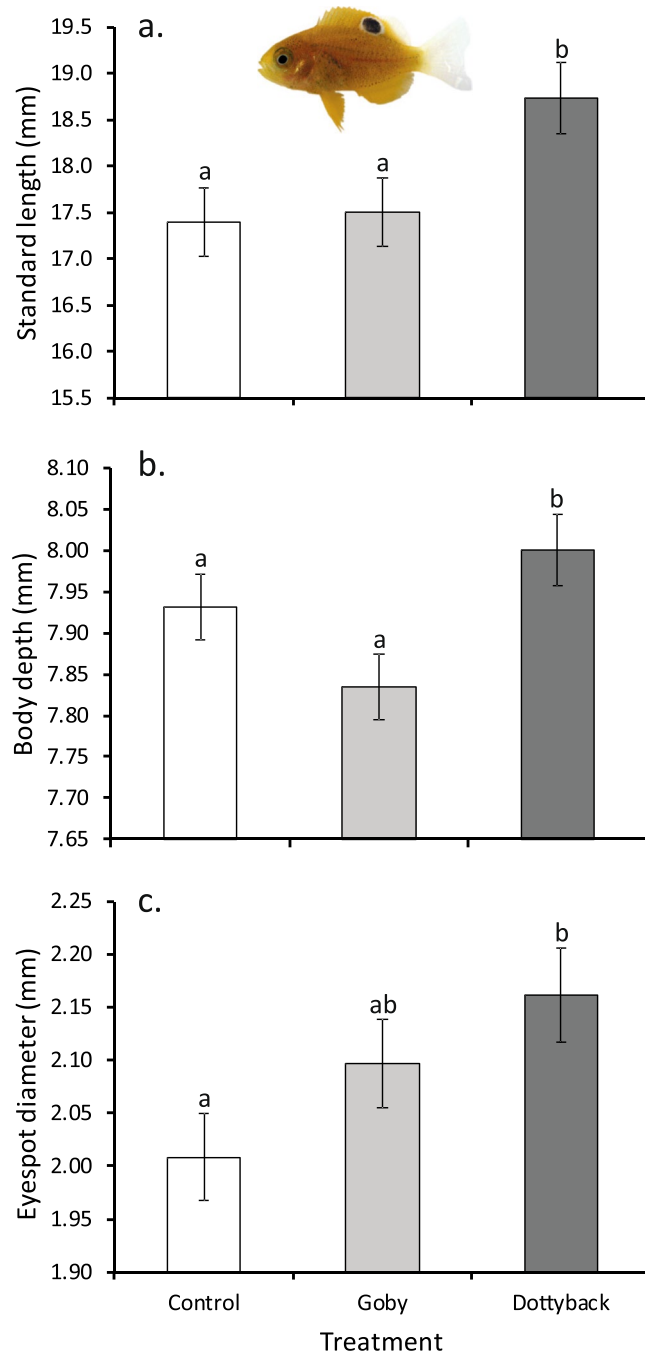 a.
Standard length (mm)
19.5
19.0
18.5
18.0
17.5
17.0
16.5
16.0
15.5
a
a
b
b.
Body depth (mm)
8.10
8.05
8.00
7.95
7.90
7.85
7.80
7.75
7.70
7.65
a
a
b
c.
Eyespot diameter (mm)
2.25
2.20
2.15
2.10
2.05
2.00
1.95
1.90
a
ab
b
Control Goby Dottyback
Treatment